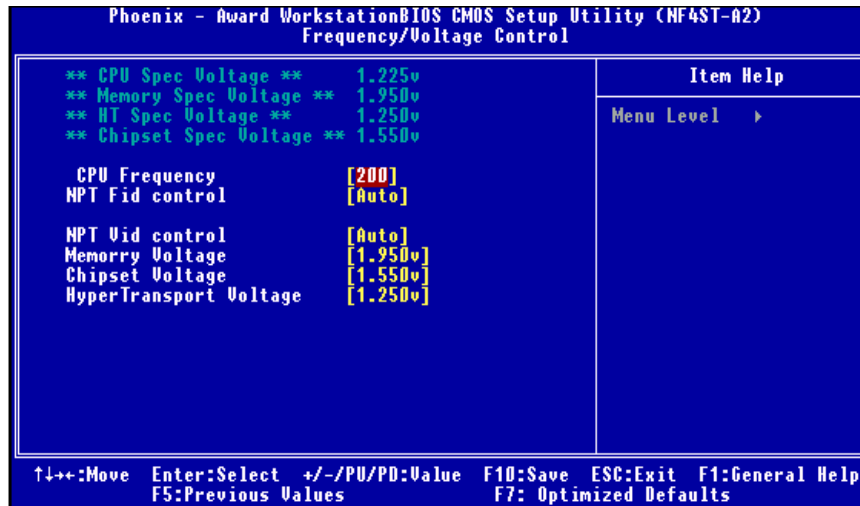 Phoenix - Award WorkstationBIOS CMOS Setup Utility (NF4ST-A2)
Frequency/Voltage Control
** CPU Spec Voltage ** 1.225v
** Memory Spec Voltage ** 1.950v
** HT Spec Voltage ** 1.250v
** Chipset Spec Voltage ** 1.550v
CPU Frequency [200]
NPT Fid control [Auto]
NPT Vid control [Auto]
Memorry Voltage [1.950v]
Chipset Voltage [1.550v]
HyperTransport Voltage [1.250v]
Item Help
Menu Level ▸
↑↓→←:Move Enter:Select +/-/PU/PD:Value F10:Save ESC:Exit F1:General Help
F5:Previous Values F7: Optimized Defaults